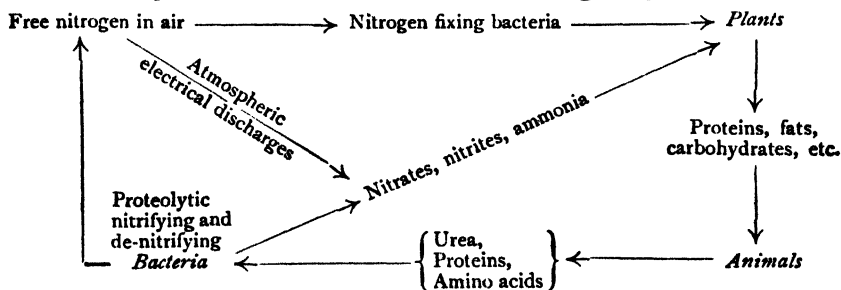 Free nitrogen in air
Nitrogen fixing bacteria
Plants
Atmospheric
electrical discharges
Nitrates, nitrites, ammonia
Proteins, fats,
carbohydrates, etc.
Proteolytic
nitrifying and
de-nitrifying
Bacteria
Urea,
Proteins,
Amino acids
Animals